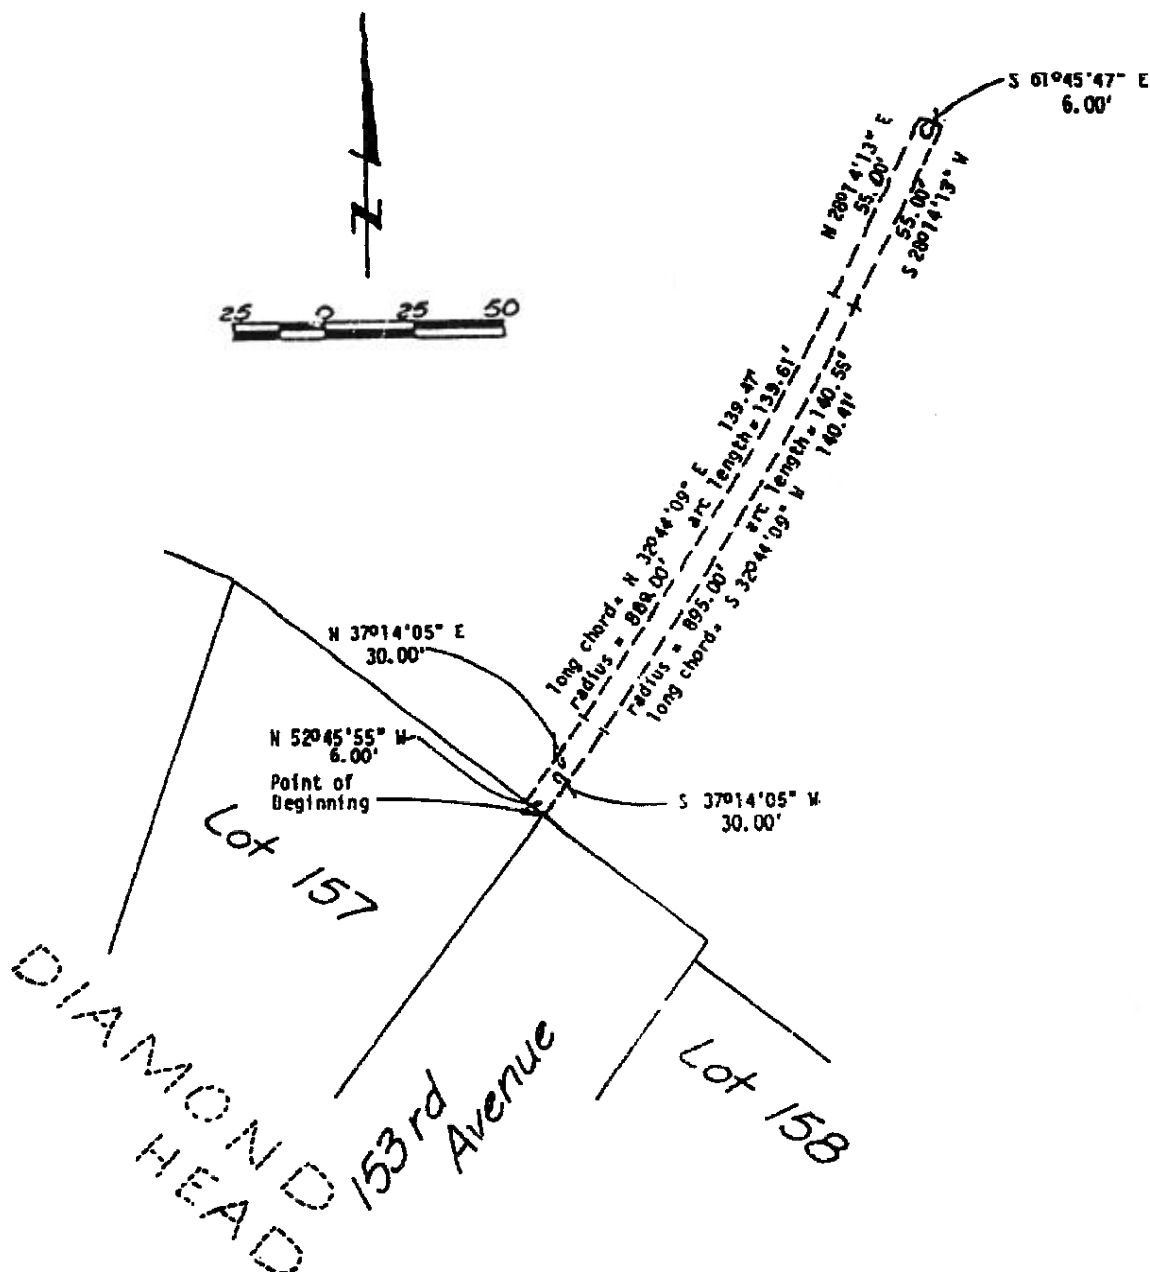 S 61°45'47" E
6.00'
N 28°14'13" E
55.00'
55.00'
S 28°14'13" W
Z
25 0 25 50
long chord= N 32°44'09" E 139.47'
radius = 889.00' arc length= 139.61'
radius = 895.00' arc length= 140.55'
long chord= S 32°44'09" W 140.41'
N 37°14'05" E
30.00'
N 52°45'55" W
6.00'
Point of
Beginning
S 37°14'05" W
30.00'
Lot 157
153rd
Avenue
Lot 158
DIAMOND
HEAD